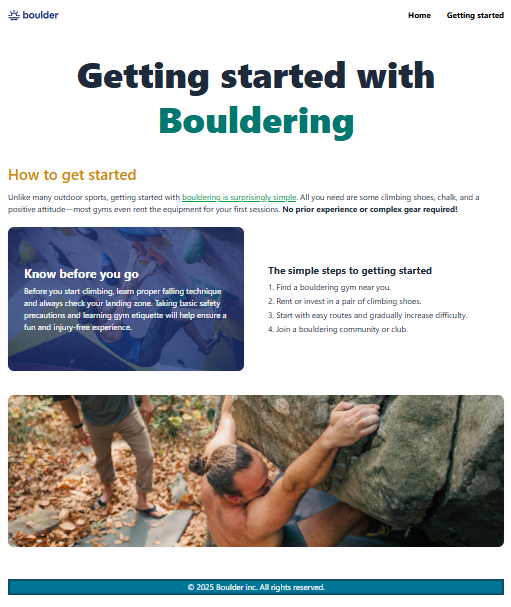 boulder
Home Getting started
Getting started with
Bouldering
How to get started
Unlike many outdoor sports, getting started with bouldering is surprisingly simple. All you need are some climbing shoes, chalk, and a
positive attitude—most gyms even rent the equipment for your first sessions. No prior experience or complex gear required!
Know before you go
Before you start climbing, learn proper falling technique
and always check your landing zone. Taking basic safety
precautions and learning gym etiquette will help ensure a
fun and injury-free experience.
The simple steps to getting started
1. Find a bouldering gym near you.
2. Rent or invest in a pair of climbing shoes.
3. Start with easy routes and gradually increase difficulty.
4. Join a bouldering community or club.
© 2025 Boulder inc. All rights reserved.